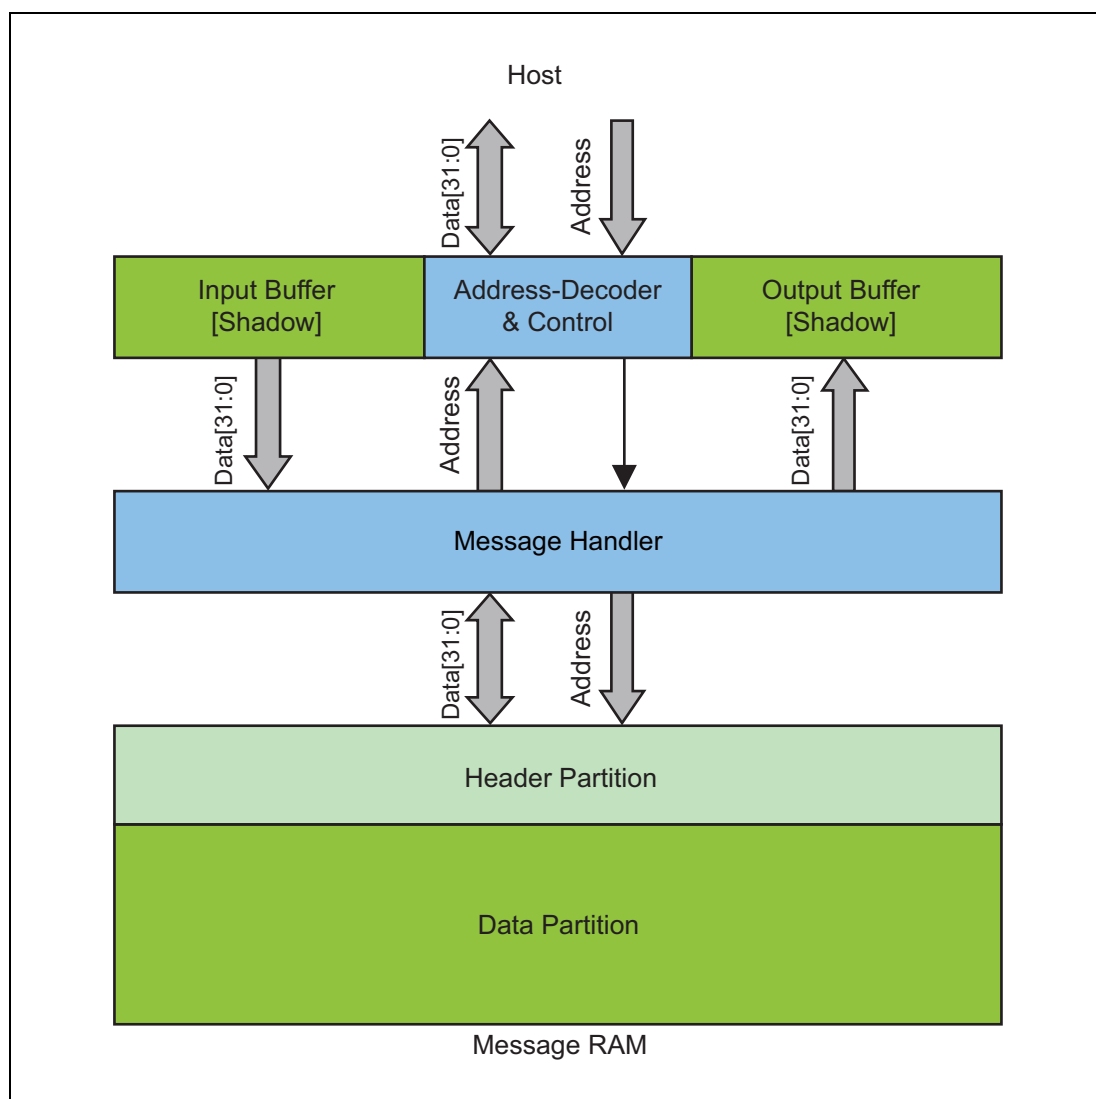 Host
Data[31:0]
Address
Input Buffer
[Shadow]
Address-Decoder
& Control
Output Buffer
[Shadow]
Data[31:0]
Address
Data[31:0]
Message Handler
Data[31:0]
Address
Header Partition
Data Partition
Message RAM